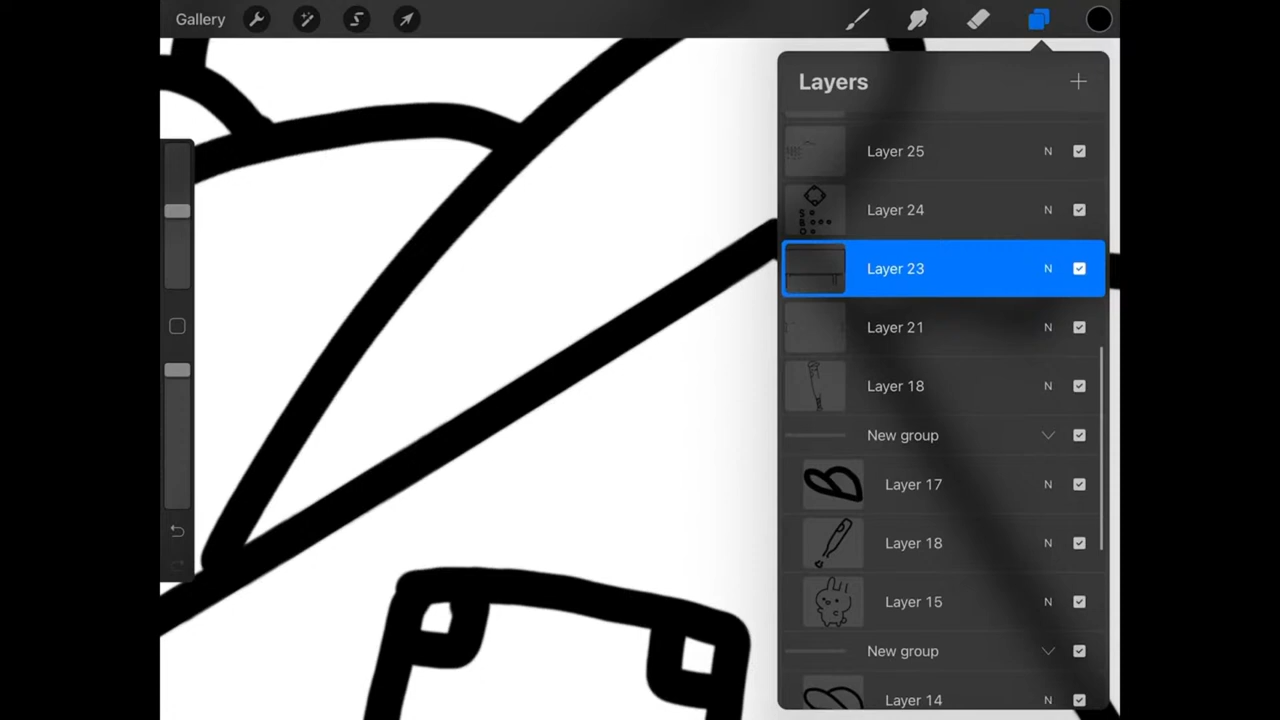 Gallery
Layers
Layer 25 N
Layer 24 N
Layer 23 N
Layer 21 N
Layer 18 N
New group
Layer 17 N
Layer 18 N
Layer 15 N
New group
Layer 14 N